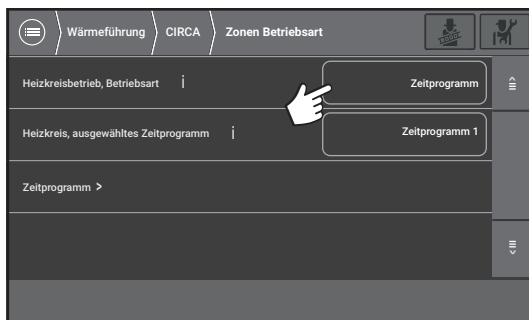 Wärmeführung CIRCA Zonen Betriebsart
Heizkreisbetrieb, Betriebsart i Zeitprogramm
Heizkreis, ausgewähltes Zeitprogramm i Zeitprogramm 1
Zeitprogramm >